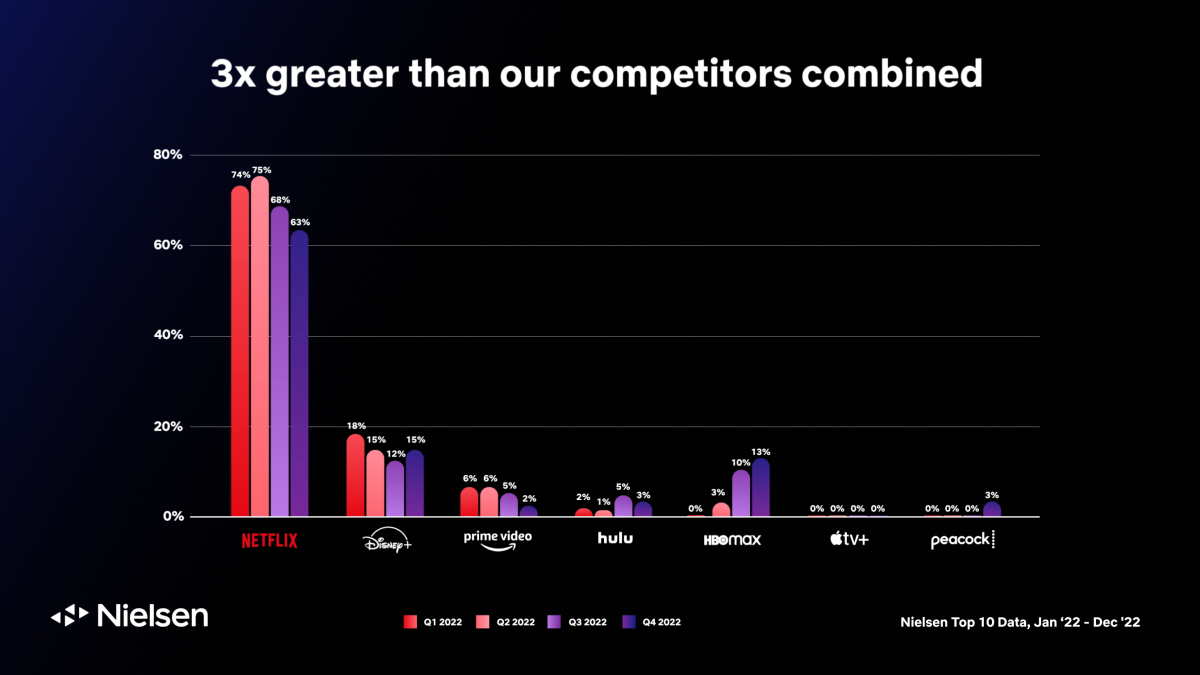 3x greater than our competitors combined
80%
60%
40%
20%
0%
74% 75% 68% 63%
18% 15% 12% 15%
6% 6% 5% 2%
2% 1% 5% 3%
0% 3% 10% 13%
0% 0% 0% 0%
0% 0% 0% 3%
NETFLIX Disney+ prime video hulu HBOmax tv+ peacock
Nielsen
Q1 2022 Q2 2022 Q3 2022 Q4 2022
Nielsen Top 10 Data, Jan ‘22 - Dec '22